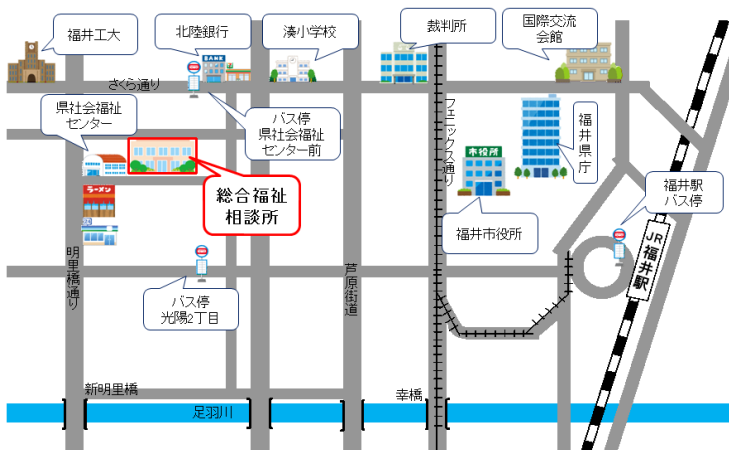 福井工大
北陸銀行
湊小学校
裁判所
国際交流
会館
BANK
さくら通り
県社会福祉
センター
バス停
県社会福祉
センター前
フェニックス通り
市役所
福井県庁
ラーメン
総合福祉
相談所
福井市役所
福井駅
バス停
明里橋通り
芦原街道
JR福井駅
バス停
光陽2丁目
新明里橋
幸橋
足羽川